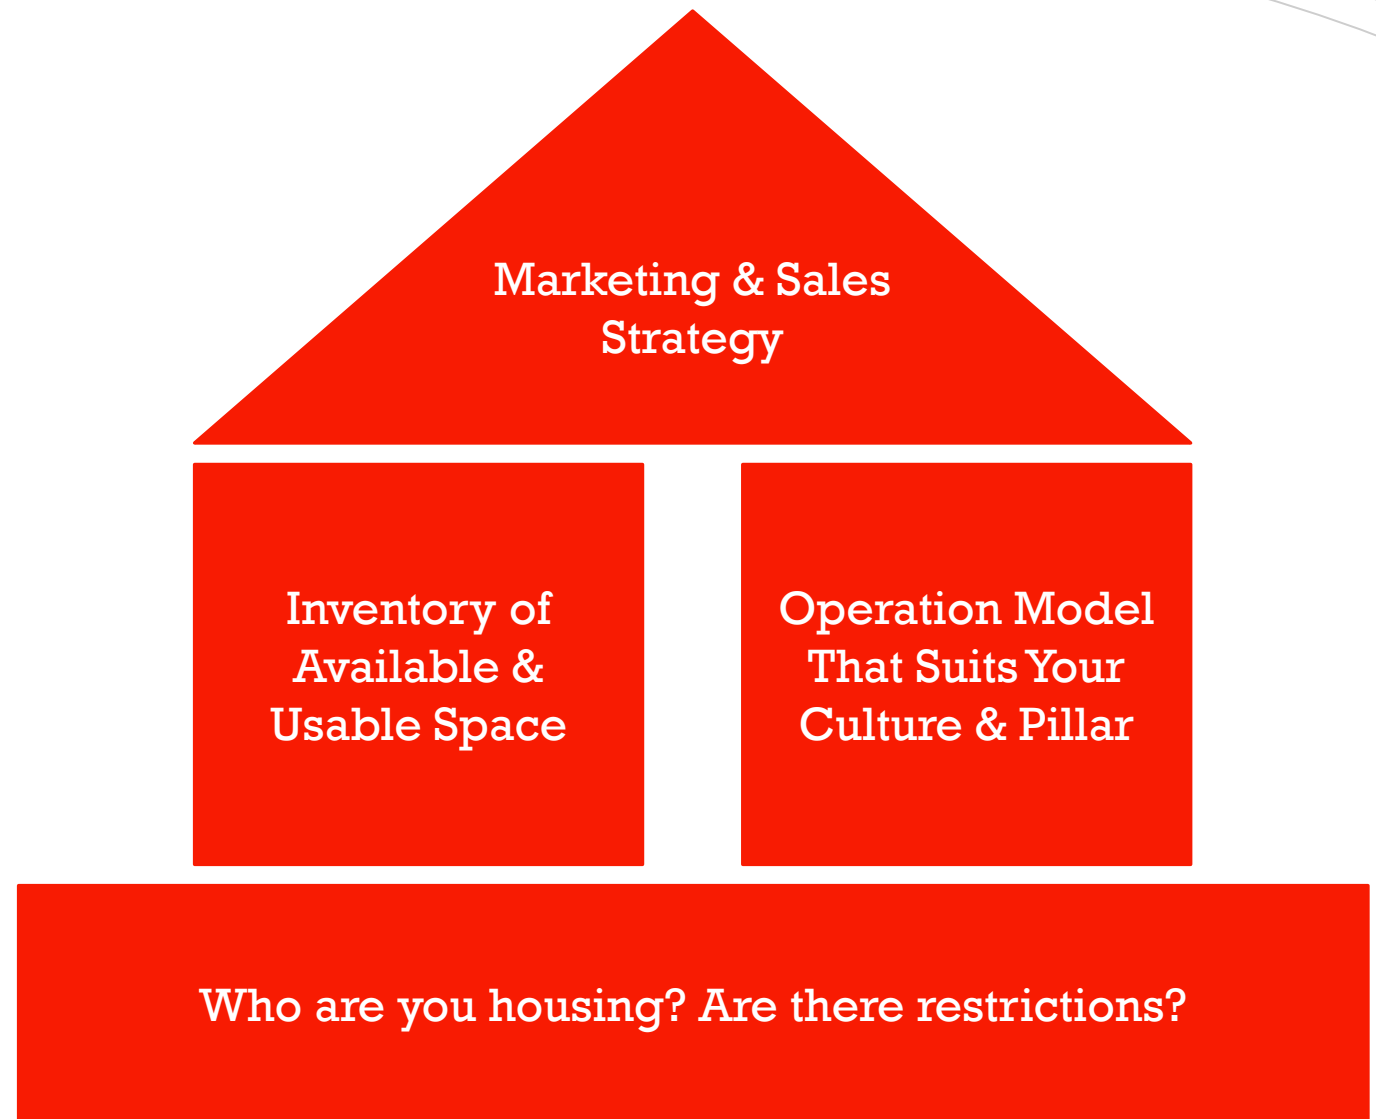 Marketing & Sales
Strategy
Inventory of
Available &
Usable Space
Operation Model
That Suits Your
Culture & Pillar
Who are you housing? Are there restrictions?